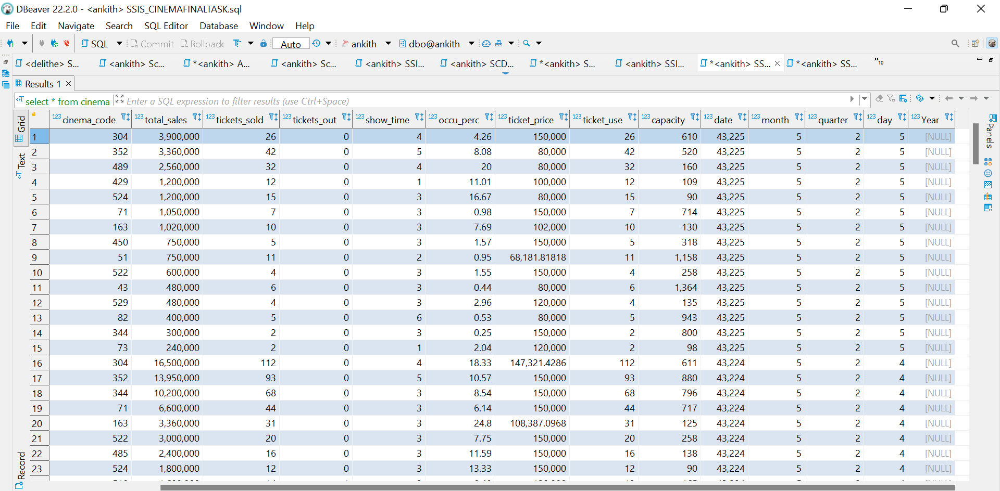 DBeaver 22.2.0 - <ankith> SSIS_CINEMAFINALTASK.sql
File Edit Navigate Search SQL Editor Database Window Help
SQL Commit Rollback Auto ankith dbo@ankith
<delithe> S... <ankith> Sc... *<ankith> A... <ankith> Sc... <ankith> SSI... <ankith> SCD... *<ankith> S... <ankith> SSI... *<ankith> SS... *<ankith> SS... »10
Results 1
select * from cinema Enter a SQL expression to filter results (use Ctrl+Space)
123 cinema_code 123 total_sales 123 tickets_sold 123 tickets_out 123 show_time 123 occu_perc 123 ticket_price 123 ticket_use 123 capacity 123 date 123 month 123 quarter 123 day 123 Year
1 304 3,900,000 26 0 4 4.26 150,000 26 610 43,225 5 2 5 [NULL]
2 352 3,360,000 42 0 5 8.08 80,000 42 520 43,225 5 2 5 [NULL]
3 489 2,560,000 32 0 4 20 80,000 32 160 43,225 5 2 5 [NULL]
4 429 1,200,000 12 0 1 11.01 100,000 12 109 43,225 5 2 5 [NULL]
5 524 1,200,000 15 0 3 16.67 80,000 15 90 43,225 5 2 5 [NULL]
6 71 1,050,000 7 0 3 0.98 150,000 7 714 43,225 5 2 5 [NULL]
7 163 1,020,000 10 0 3 7.69 102,000 10 130 43,225 5 2 5 [NULL]
8 450 750,000 5 0 3 1.57 150,000 5 318 43,225 5 2 5 [NULL]
9 51 750,000 11 0 2 0.95 68,181.81818 11 1,158 43,225 5 2 5 [NULL]
10 522 600,000 4 0 3 1.55 150,000 4 258 43,225 5 2 5 [NULL]
11 43 480,000 6 0 3 0.44 80,000 6 1,364 43,225 5 2 5 [NULL]
12 529 480,000 4 0 3 2.96 120,000 4 135 43,225 5 2 5 [NULL]
13 82 400,000 5 0 6 0.53 80,000 5 943 43,225 5 2 5 [NULL]
14 344 300,000 2 0 3 0.25 150,000 2 800 43,225 5 2 5 [NULL]
15 73 240,000 2 0 1 2.04 120,000 2 98 43,225 5 2 5 [NULL]
16 304 16,500,000 112 0 4 18.33 147,321.4286 112 611 43,224 5 2 4 [NULL]
17 352 13,950,000 93 0 5 10.57 150,000 93 880 43,224 5 2 4 [NULL]
18 344 10,200,000 68 0 3 8.54 150,000 68 796 43,224 5 2 4 [NULL]
19 71 6,600,000 44 0 3 6.14 150,000 44 717 43,224 5 2 4 [NULL]
20 163 3,360,000 31 0 3 24.8 108,387.0968 31 125 43,224 5 2 4 [NULL]
21 522 3,000,000 20 0 3 7.75 150,000 20 258 43,224 5 2 4 [NULL]
22 485 2,400,000 16 0 3 11.59 150,000 16 138 43,224 5 2 4 [NULL]
23 524 1,800,000 12 0 3 13.33 150,000 12 90 43,224 5 2 4 [NULL]
Grid
Text
Record
Panels